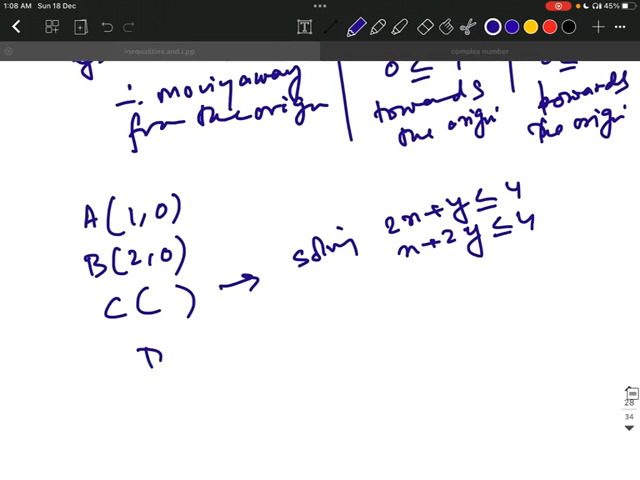 1:08 AM Sun 18 Dec
45%
inequalities and l.pp
complex number
0 ≤
∴ moving away towards towards
from the origin the origin the origin
A(1,0)
B(2,0)
C( ) → solving 2x+y≤4
x+2y≤4
28
34